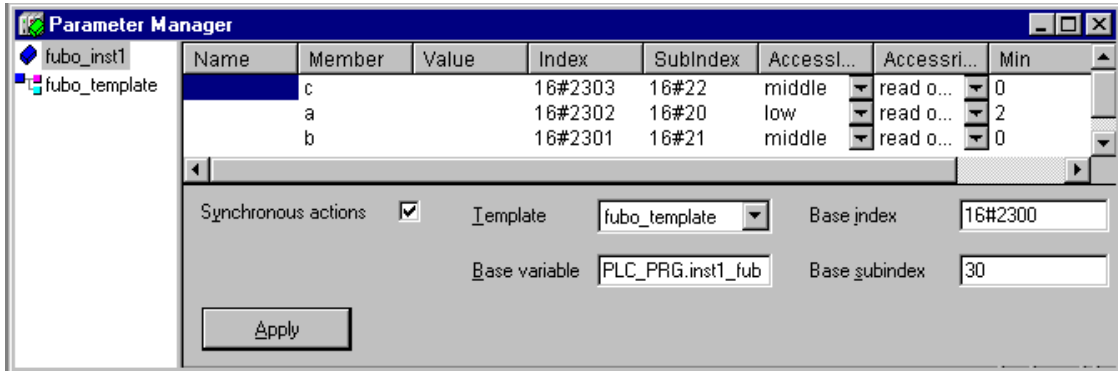 Parameter Manager
fubo_inst1
fubo_template
Name Member Value Index SubIndex Accessl... Accessri... Min
c 16#2303 16#22 middle read o... 0
a 16#2302 16#20 low read o... 2
b 16#2301 16#21 middle read o... 0
Synchronous actions Template fubo_template Base index 16#2300
Base variable PLC_PRG.inst1_fub Base subindex 30
Apply